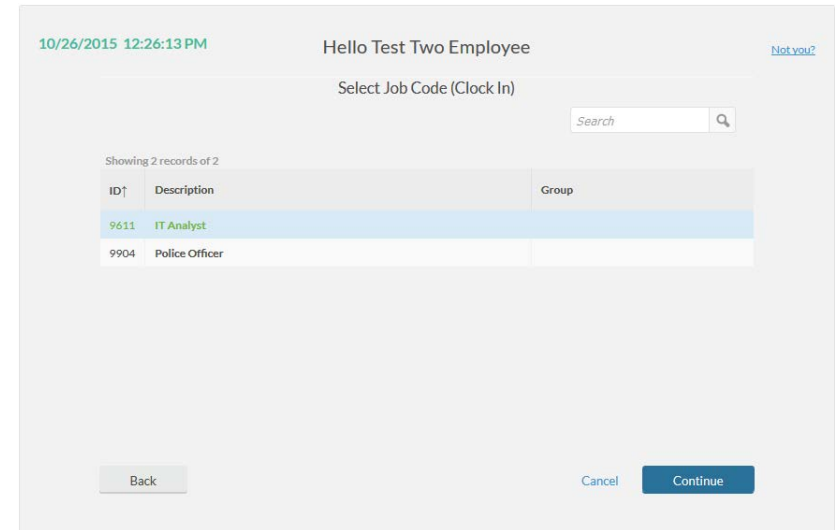 10/26/2015 12:26:13 PM
Hello Test Two Employee
Not you?
Select Job Code (Clock In)
Search
Showing 2 records of 2
ID↑ Description Group
9611 IT Analyst
9904 Police Officer
Back Cancel Continue